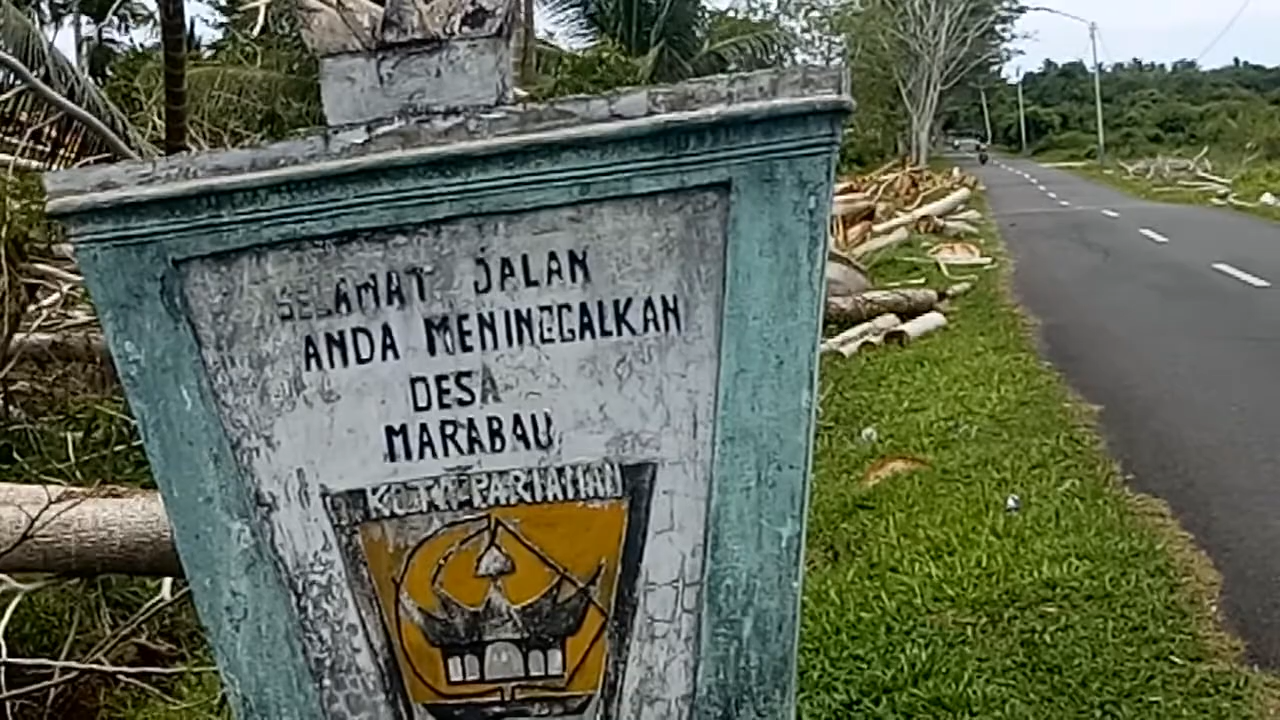 SELAMAT JALAN
ANDA MENINGGALKAN
DESA
MARABAU
KOTA PARIAMAN